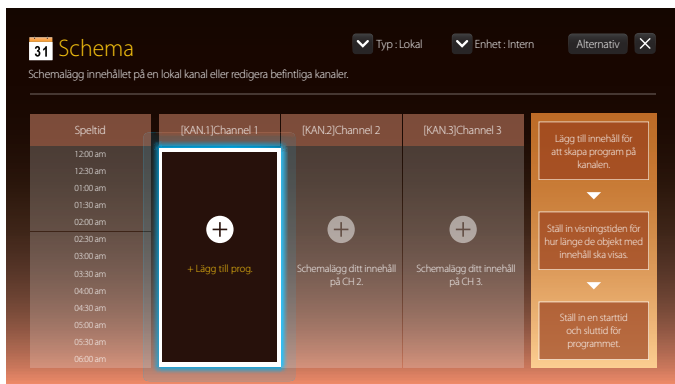 31 Schema
Typ : Lokal
Enhet : Intern
Alternativ
Schemalägg innehållet på en lokal kanal eller redigera befintliga kanaler.
Speltid
[KAN.1]Channel 1
[KAN.2]Channel 2
[KAN.3]Channel 3
12:00 am
12:30 am
01:00 am
01:30 am
02:00 am
02:30 am
03:00 am
03:30 am
04:00 am
04:30 am
05:00 am
05:30 am
06:00 am
+ Lägg till prog.
Schemalägg ditt innehåll
på CH 2.
Schemalägg ditt innehåll
på CH 3.
Lägg till innehåll för
att skapa program på
kanalen.
Ställ in visningstiden för
hur länge de objekt med
innehåll ska visas.
Ställ in en starttid
och sluttid för
programmet.